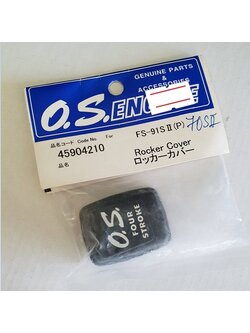 GENUINE PARTS
&
ACCESSORIES
O.S.ENGINE
品名コード Code No. For FS-91SⅡ(P) 70SⅡ
45904210 Rocker Cover
品名 ロッカーカバー
O.S.
FOUR
STROKE